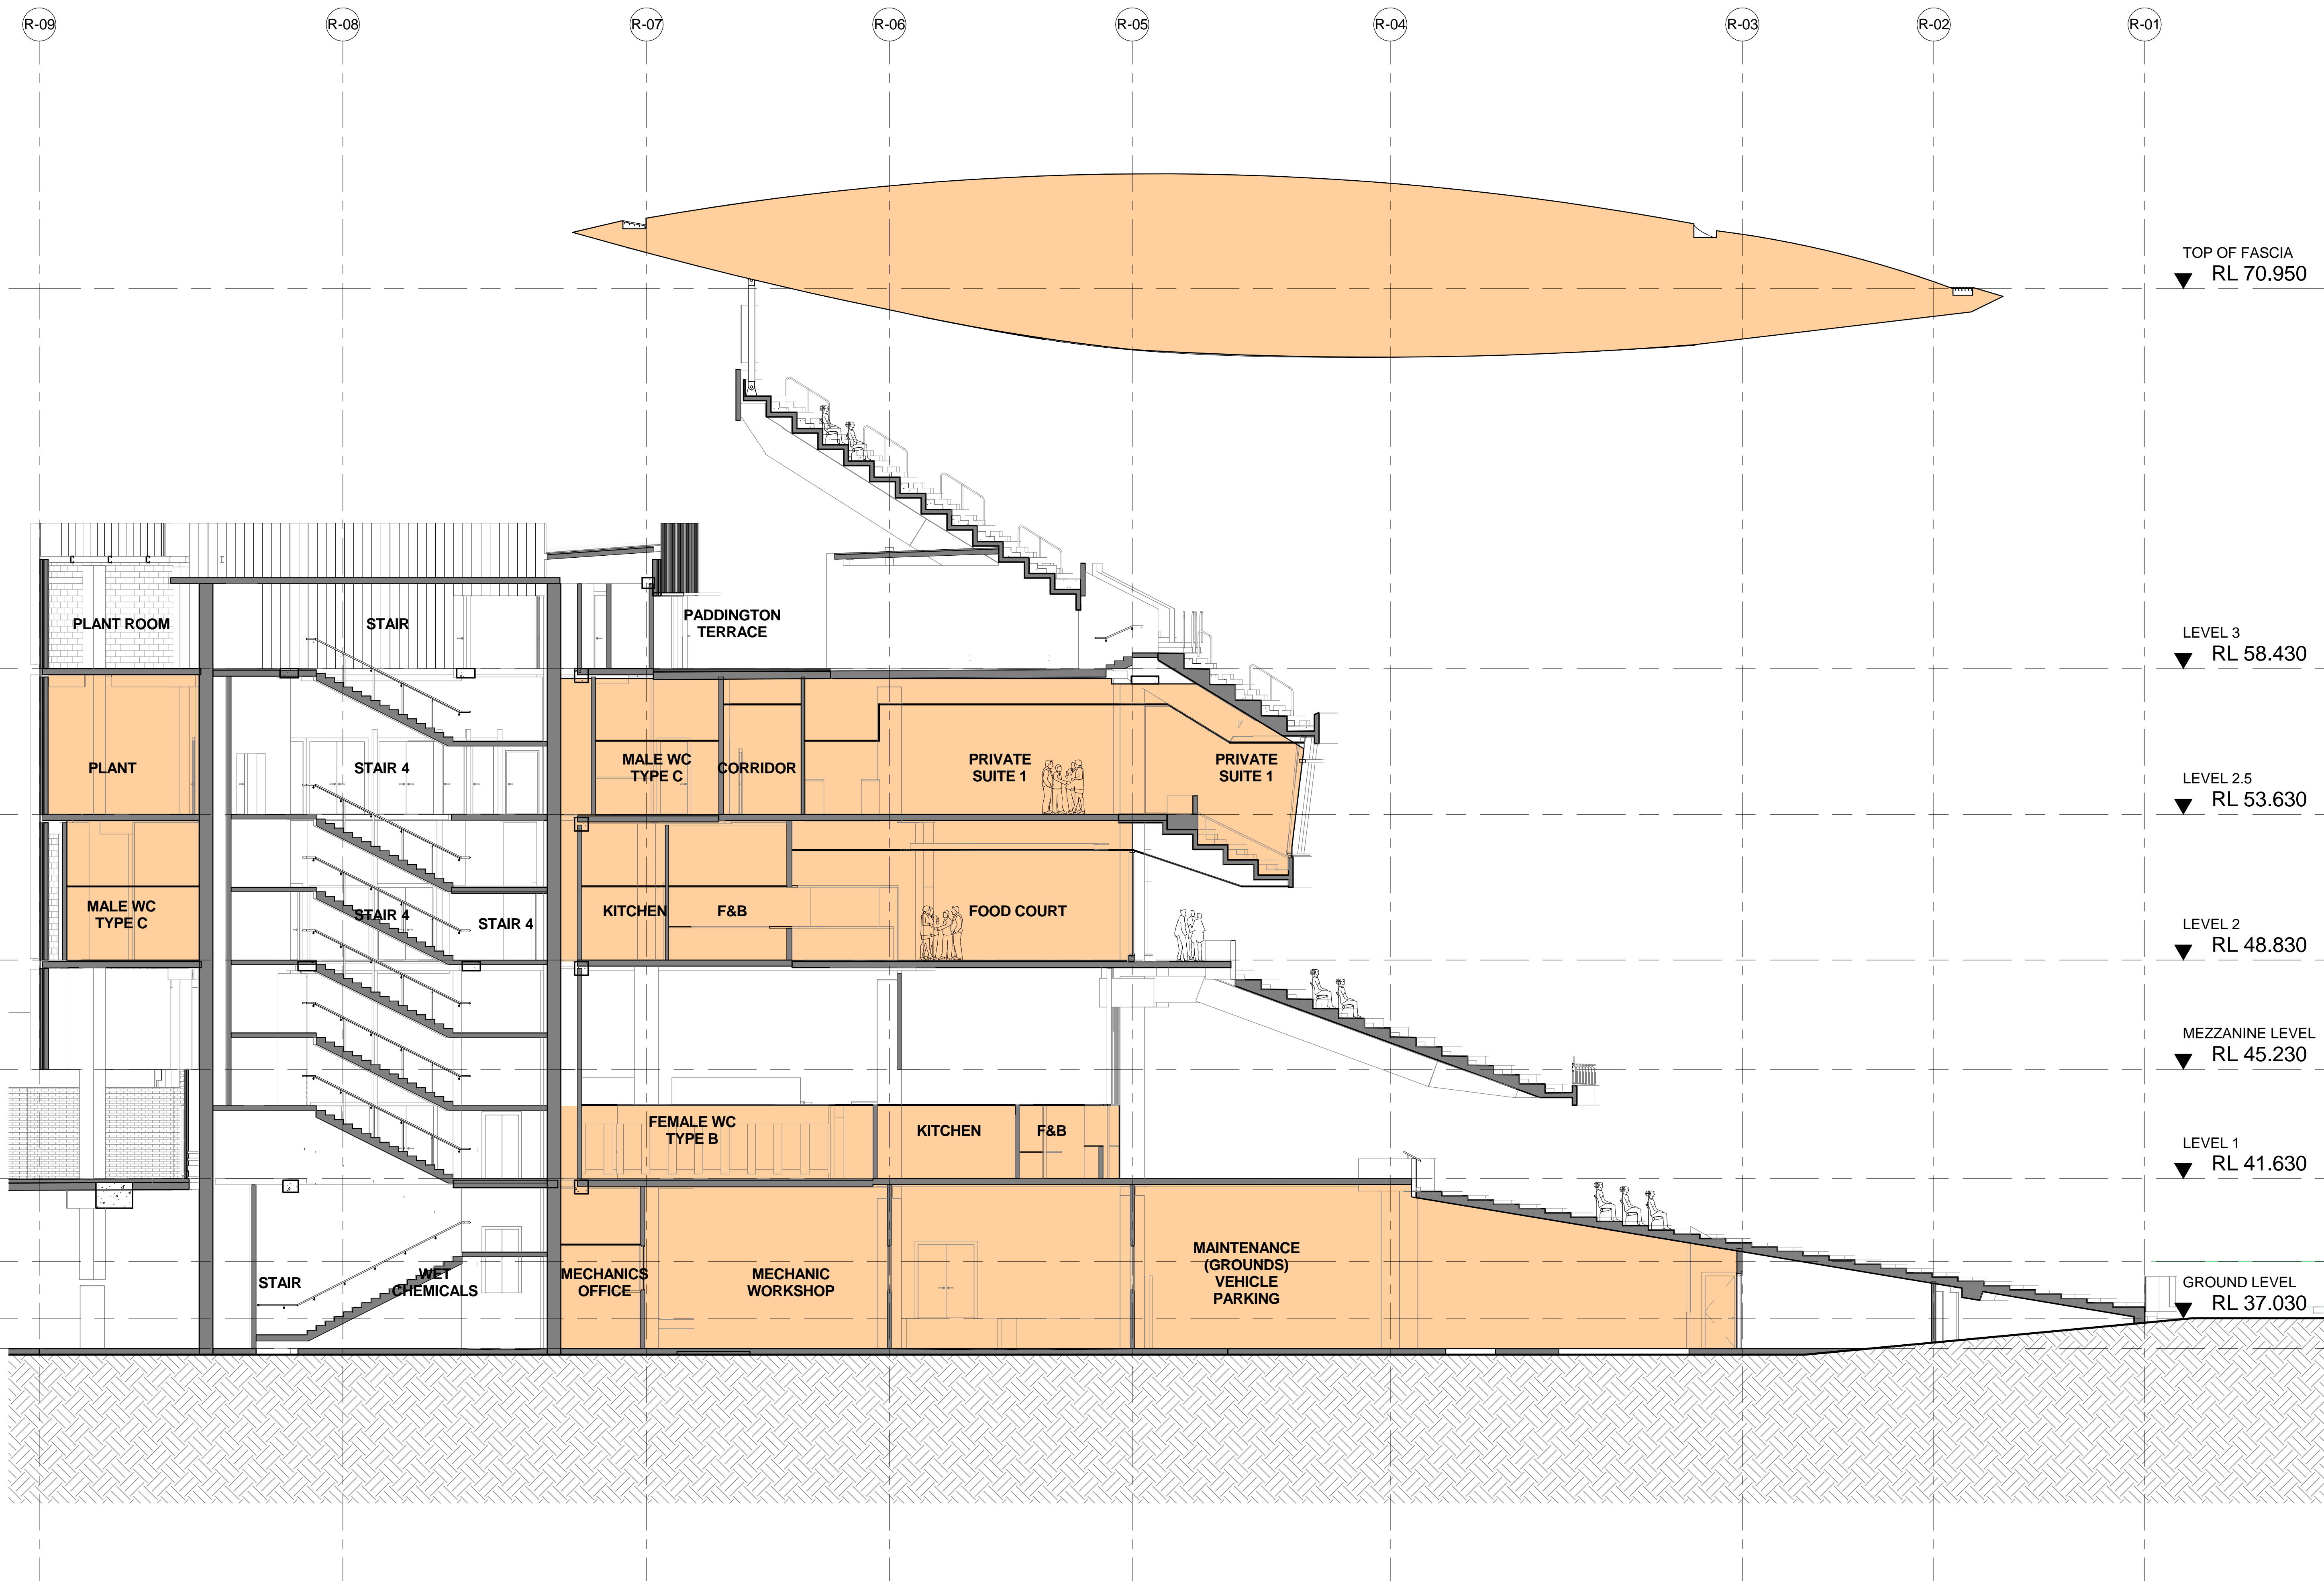 R-09
R-08
R-07
R-06
R-05
R-04
R-03
R-02
R-01
TOP OF FASCIA
RL 70.950
PLANT ROOM
STAIR
PADDINGTON
TERRACE
LEVEL 3
RL 58.430
PLANT
STAIR 4
MALE WC
TYPE C
CORRIDOR
PRIVATE
SUITE 1
PRIVATE
SUITE 1
LEVEL 2.5
RL 53.630
MALE WC
TYPE C
STAIR 4
STAIR 4
KITCHEN
F&B
FOOD COURT
LEVEL 2
RL 48.830
MEZZANINE LEVEL
RL 45.230
FEMALE WC
TYPE B
KITCHEN
F&B
LEVEL 1
RL 41.630
STAIR
WET
CHEMICALS
MECHANICS
OFFICE
MECHANIC
WORKSHOP
MAINTENANCE
(GROUNDS)
VEHICLE
PARKING
GROUND LEVEL
RL 37.030